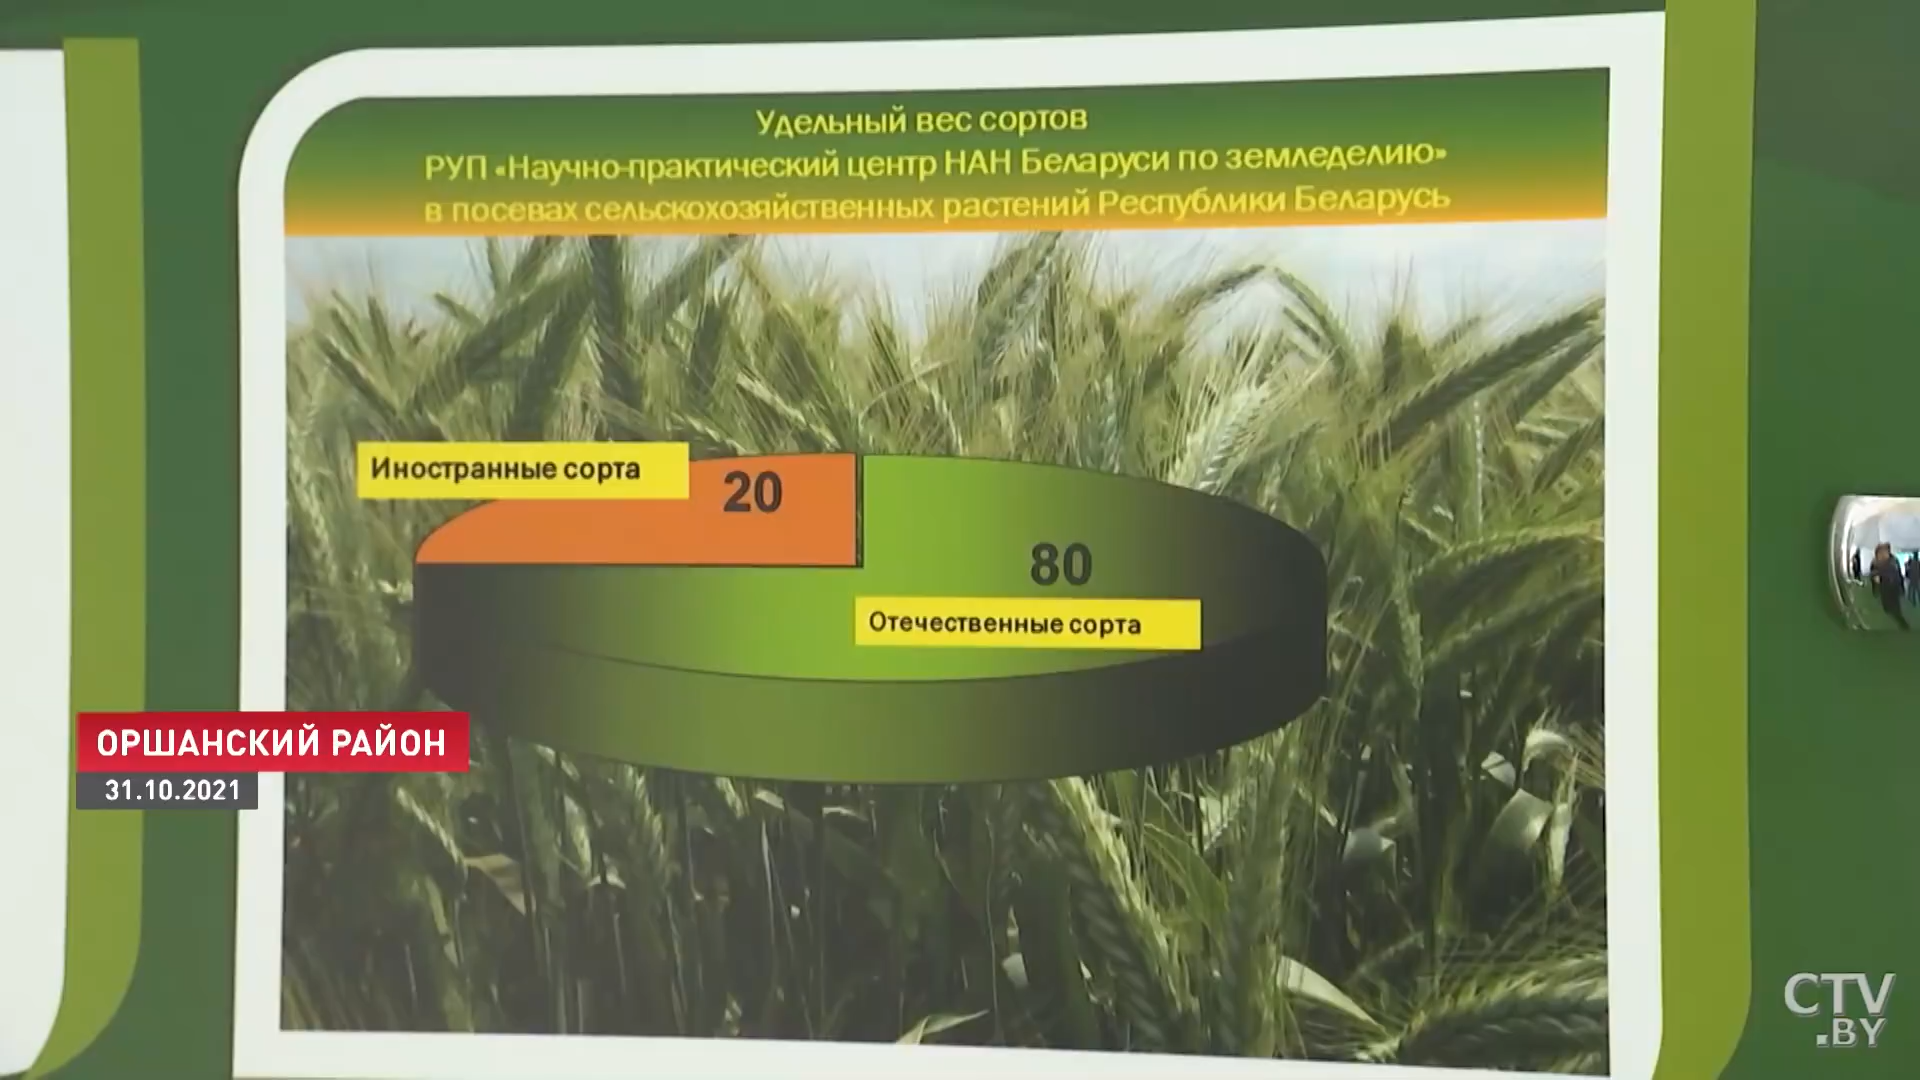 Удельный вес сортов
РУП «Научно-практический центр НАН Беларуси по земледелию»
в посевах сельскохозяйственных растений Республики Беларусь
Иностранные сорта
20
80
Отечественные сорта
ОРШАНСКИЙ РАЙОН
31.10.2021
CTV
.BY